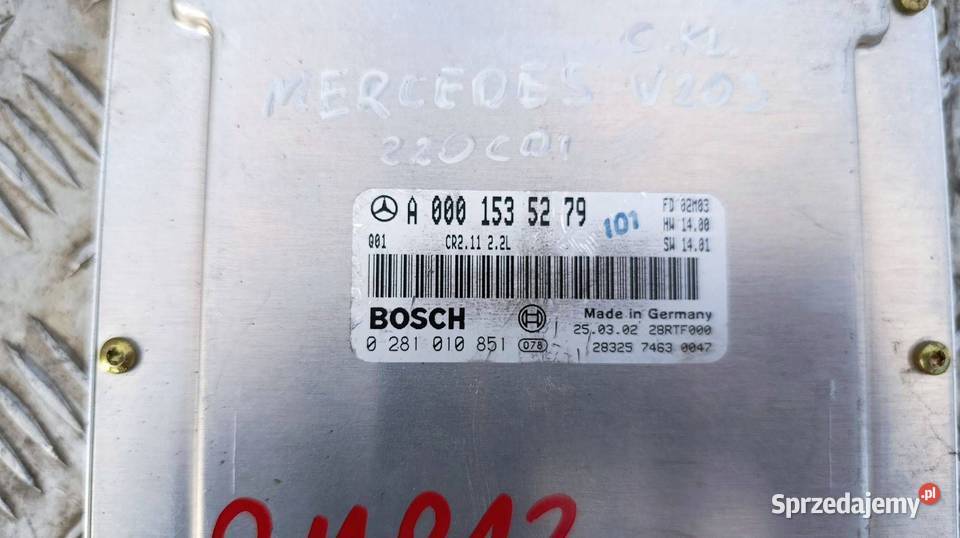 C.KL.
MERCEDES V203
220CDI
A 000 153 52 79
101
FD 02M03
HW 14.00
Q01 CR2.11 2.2L
SW 14.01
BOSCH
Made in Germany
25.03.02 28RTF000
0 281 010 851 078
28325 7463 0047
Sprzedajemy.pl